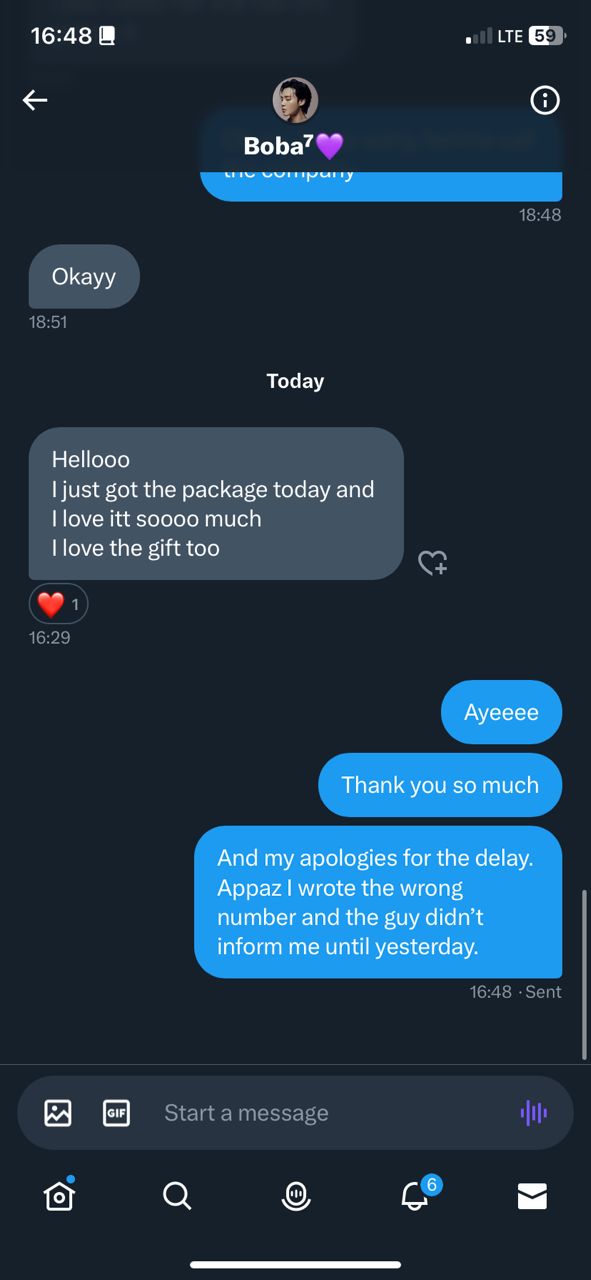 16:48
LTE 59
Boba⁷💜
the company
18:48
Okayy
18:51
Today
Hellooo
I just got the package today and
I love itt soooo much
I love the gift too
❤️ 1
16:29
Ayeeee
Thank you so much
And my apologies for the delay.
Appaz I wrote the wrong
number and the guy didn’t
inform me until yesterday.
16:48 · Sent
GIF
Start a message
6